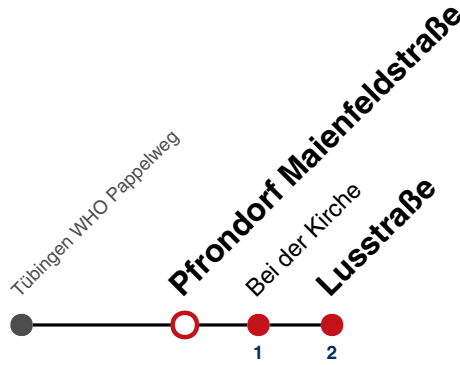 Tübingen WHO Pappelweg
Pfrondorf Maienfeldstraße
Bei der Kirche
Lusstraße
1
2